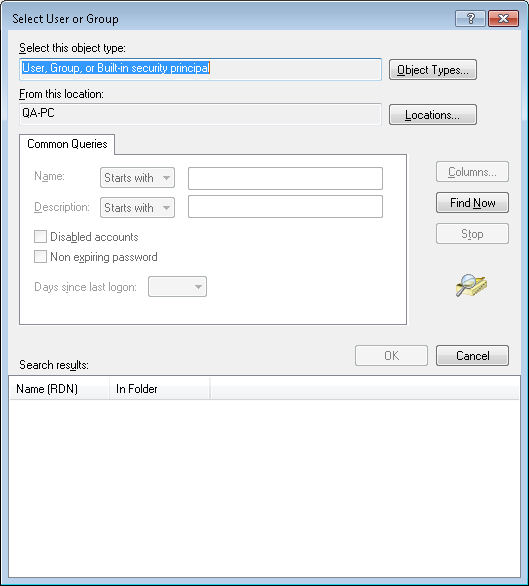 Select User or Group
?
Select this object type:
User, Group, or Built-in security principal
Object Types...
From this location:
QA-PC
Locations...
Common Queries
Name: Starts with
Columns...
Description: Starts with
Find Now
Disabled accounts
Stop
Non expiring password
Days since last logon:
OK Cancel
Search results:
Name (RDN) In Folder